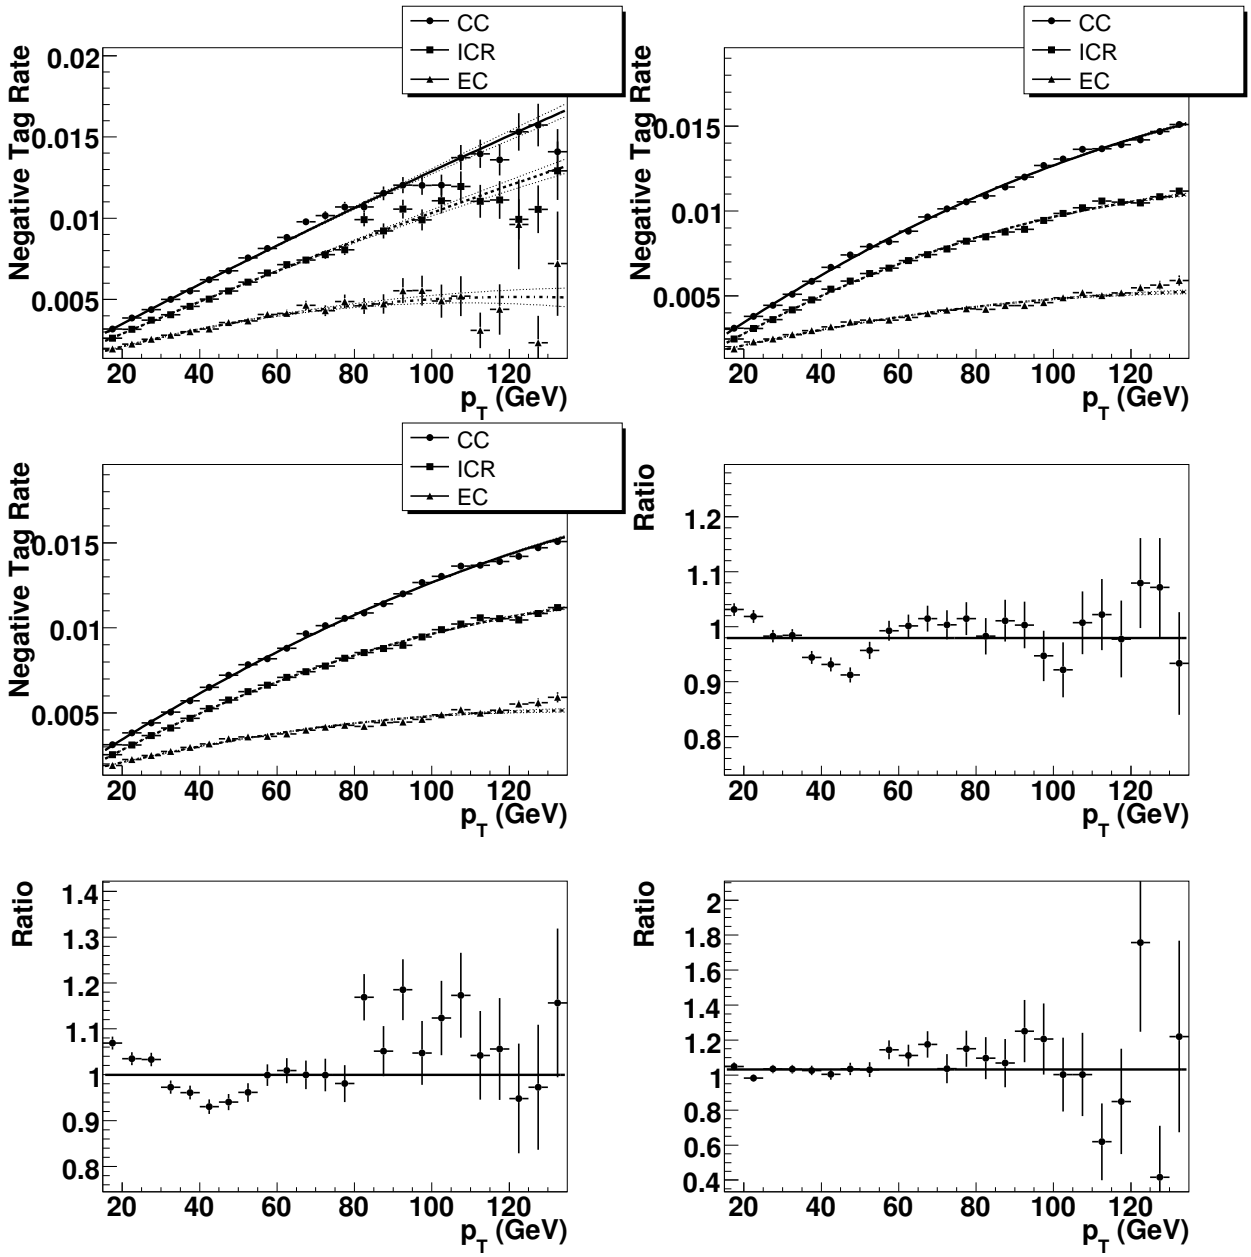 Negative Tag Rate
0.02
0.015
0.01
0.005
CC
ICR
EC
20 40 60 80 100 120
p_T (GeV)
Negative Tag Rate
0.015
0.01
0.005
CC
ICR
EC
20 40 60 80 100 120
p_T (GeV)
Negative Tag Rate
0.015
0.01
0.005
CC
ICR
EC
20 40 60 80 100 120
p_T (GeV)
Ratio
1.2
1.1
1
0.9
0.8
20 40 60 80 100 120
p_T (GeV)
Ratio
1.4
1.3
1.2
1.1
1
0.9
0.8
20 40 60 80 100 120
p_T (GeV)
Ratio
2
1.8
1.6
1.4
1.2
1
0.8
0.6
0.4
20 40 60 80 100 120
p_T (GeV)